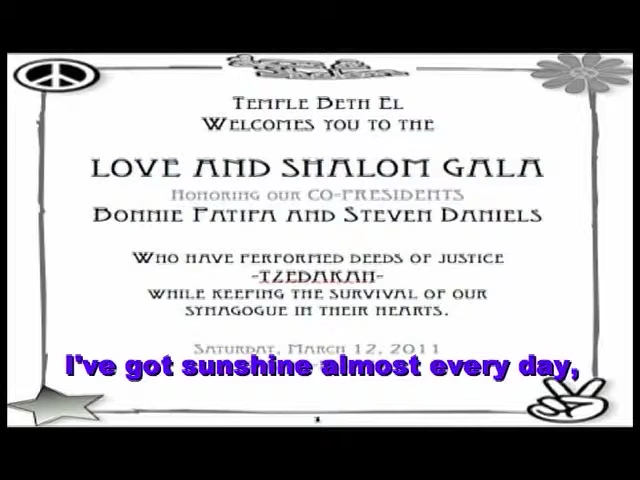 TEMPLE BETH EL
WELCOMES YOU TO THE
LOVE AND SHALOM GALA
HONORING OUR CO-PRESIDENTS
BONNIE FATIFA AND STEVEN DANIELS
WHO HAVE PERFORMED DEEDS OF JUSTICE
-TZEDAKAH-
WHILE KEEPING THE SURVIVAL OF OUR
SYNAGOGUE IN THEIR HEARTS.
SATURDAY, MARCH 12, 2011
I've got sunshine almost every day,